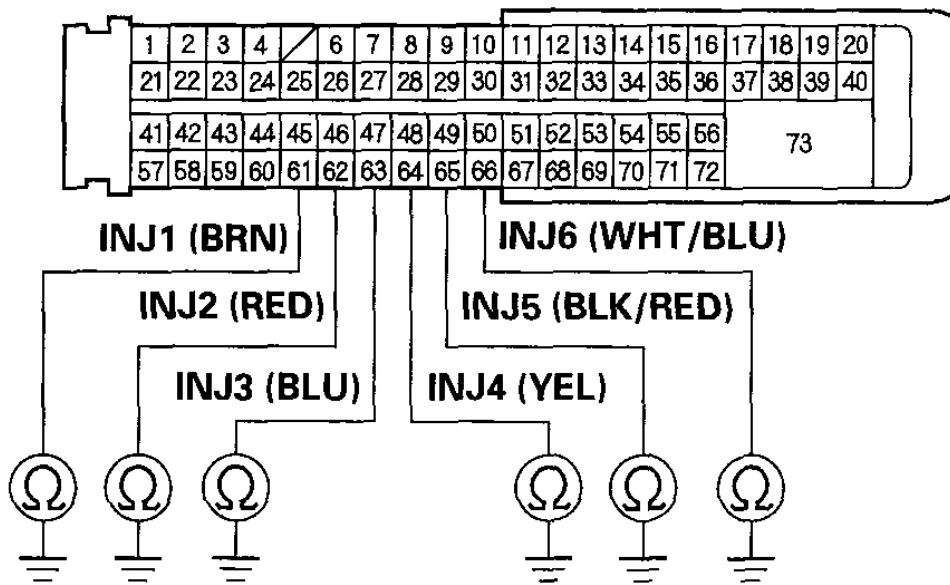 1 2 3 4 6 7 8 9 10 11 12 13 14 15 16 17 18 19 20
21 22 23 24 25 26 27 28 29 30 31 32 33 34 35 36 37 38 39 40
41 42 43 44 45 46 47 48 49 50 51 52 53 54 55 56
73
57 58 59 60 61 62 63 64 65 66 67 68 69 70 71 72
INJ1 (BRN)
INJ6 (WHT/BLU)
INJ2 (RED)
INJ5 (BLK/RED)
INJ3 (BLU)
INJ4 (YEL)
Ω Ω Ω Ω Ω Ω